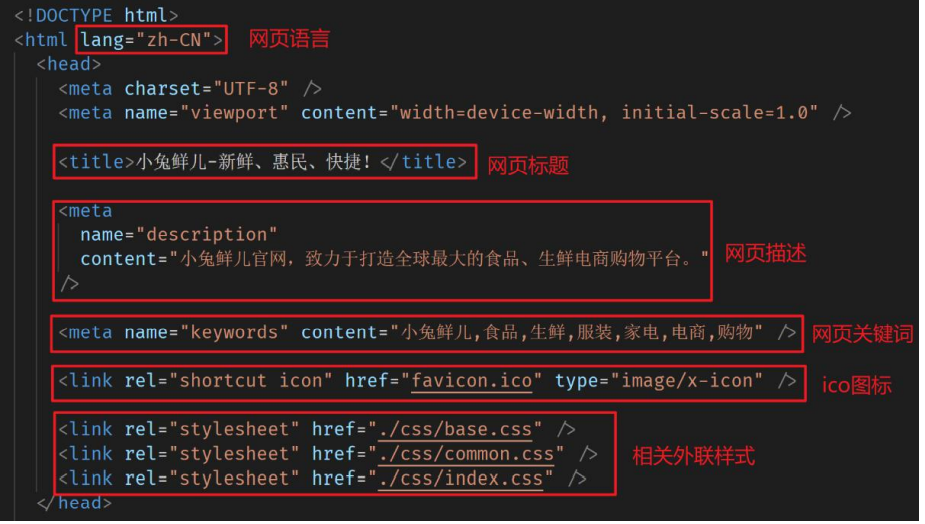 <!DOCTYPE html>
<html lang="zh-CN"> 网页语言
<head>
<meta charset="UTF-8" />
<meta name="viewport" content="width=device-width, initial-scale=1.0" />
<title>小兔鲜儿-新鲜、惠民、快捷!</title> 网页标题
<meta
name="description"
content="小兔鲜儿官网，致力于打造全球最大的食品、生鲜电商购物平台。" 网页描述
/>
<meta name="keywords" content="小兔鲜儿,食品,生鲜,服装,家电,电商,购物" /> 网页关键词
<link rel="shortcut icon" href="favicon.ico" type="image/x-icon" /> ico图标
<link rel="stylesheet" href="./css/base.css" />
<link rel="stylesheet" href="./css/common.css" /> 相关外联样式
<link rel="stylesheet" href="./css/index.css" />
</head>